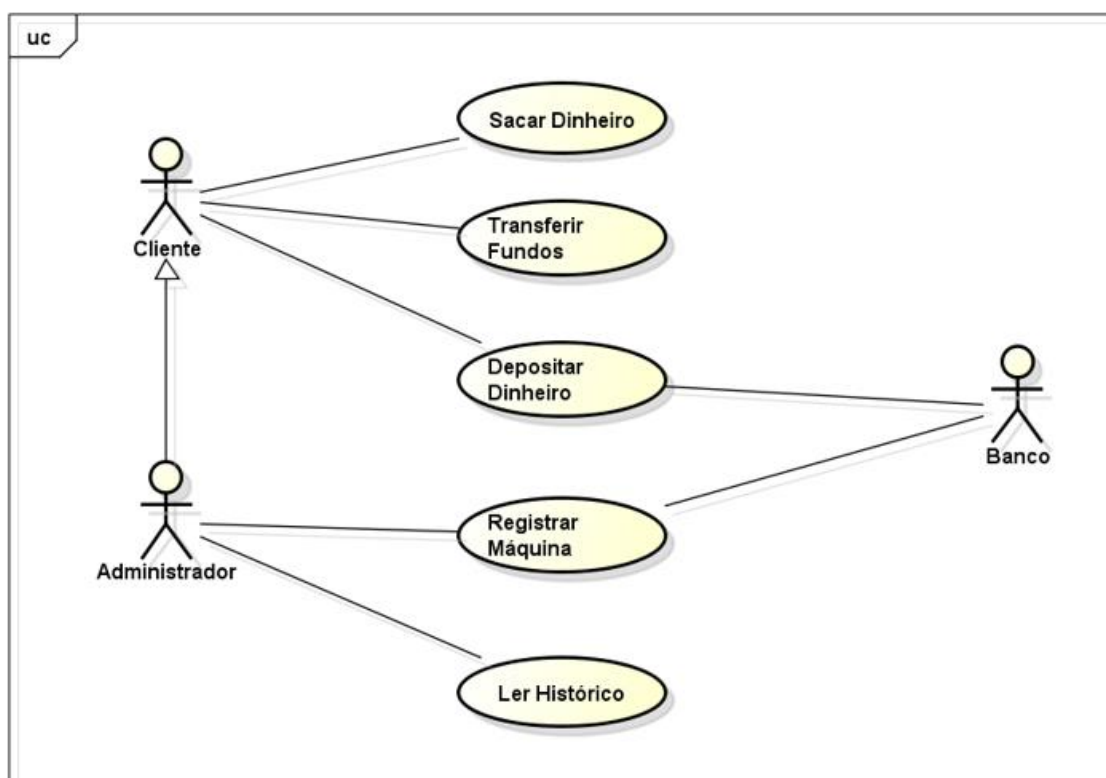 uc
Sacar Dinheiro
Cliente
Transferir
Fundos
Depositar
Dinheiro
Banco
Administrador
Registrar
Máquina
Ler Histórico